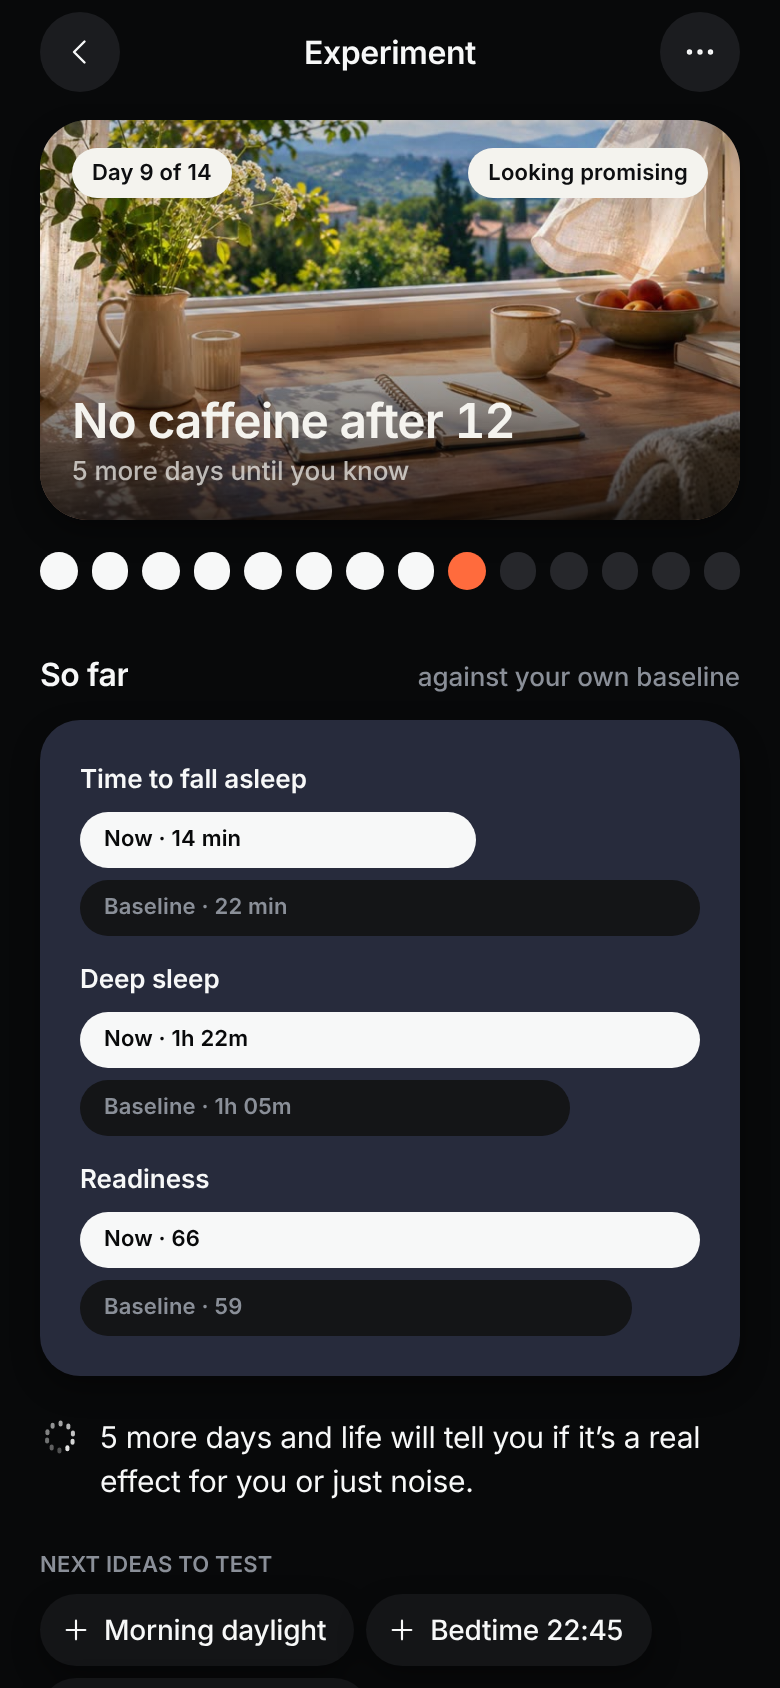 Experiment
Day 9 of 14
Looking promising
No caffeine after 12
5 more days until you know
So far
against your own baseline
Time to fall asleep
Now · 14 min
Baseline · 22 min
Deep sleep
Now · 1h 22m
Baseline · 1h 05m
Readiness
Now · 66
Baseline · 59
5 more days and life will tell you if it’s a real
effect for you or just noise.
NEXT IDEAS TO TEST
+ Morning daylight
+ Bedtime 22:45